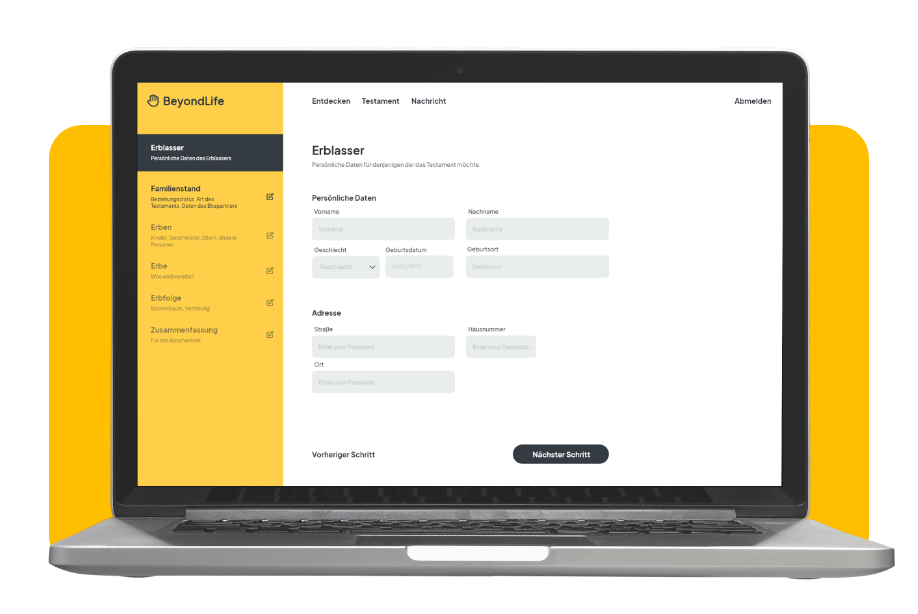 BeyondLife
Entdecken Testament Nachricht Abmelden
Erblasser
Persönliche Daten des Erblassers
Familienstand
Beziehungsstatus, Art des
Testaments, Daten des Ehepartners
Erben
Kinder, Geschwister, Eltern, Andere
Personen
Erbe
Was wird vererbt?
Erbfolge
Stammbaum, Verteilung
Zusammenfassung
Für das Abschreiben
Erblasser
Persönliche Daten für denjenigen der das Testament möchte.
Persönliche Daten
Vorname Nachname
Vorname Nachname
Geschlecht Geburtsdatum Geburtsort
Geschlecht 01/01/1970 Geburtsort
Adresse
Straße Hausnummer
Enter your Password... Enter your Password...
Ort
Enter your Password...
Vorheriger Schritt Nächster Schritt